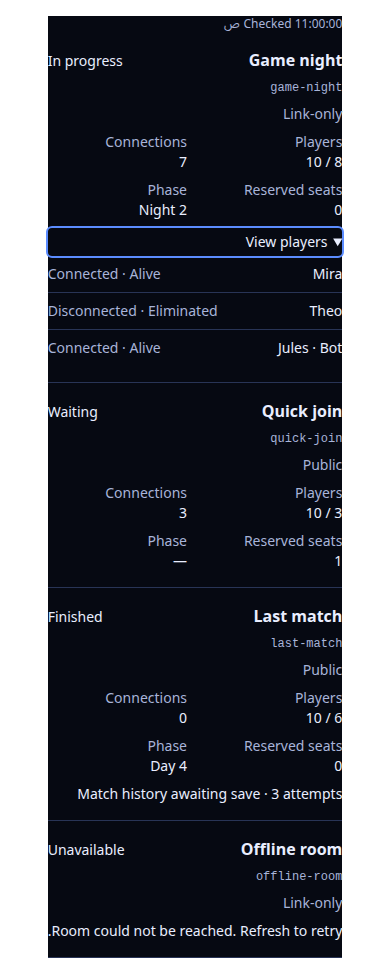 Checked 11:00:00 ص
Game night In progress
game-night
Link-only
Players Connections
10 / 8 7
Reserved seats Phase
0 Night 2
View players ▼
Mira Connected · Alive
Theo Disconnected · Eliminated
Jules · Bot Connected · Alive
Quick join Waiting
quick-join
Public
Players Connections
10 / 3 3
Reserved seats Phase
1 —
Last match Finished
last-match
Public
Players Connections
10 / 6 0
Reserved seats Phase
0 Day 4
Match history awaiting save · 3 attempts
Offline room Unavailable
offline-room
Link-only
.Room could not be reached. Refresh to retry